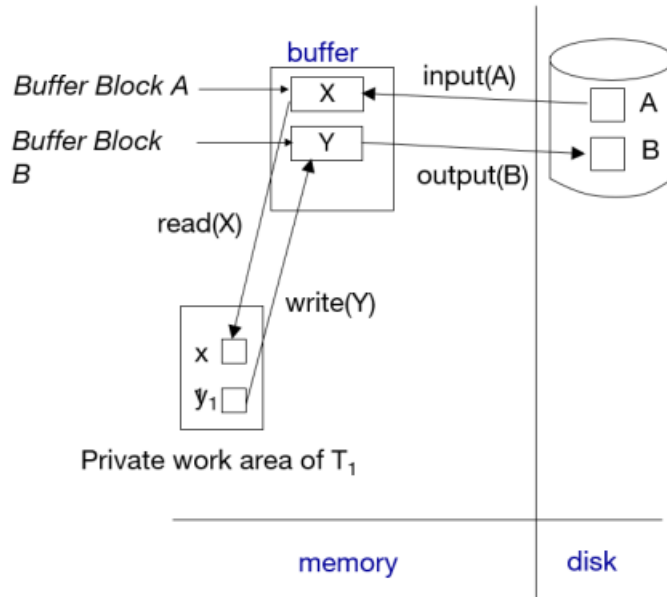 buffer
Buffer Block A
X
input(A)
A
Buffer Block
B
Y
output(B)
B
read(X)
write(Y)
x
y₁
Private work area of T₁
memory
disk